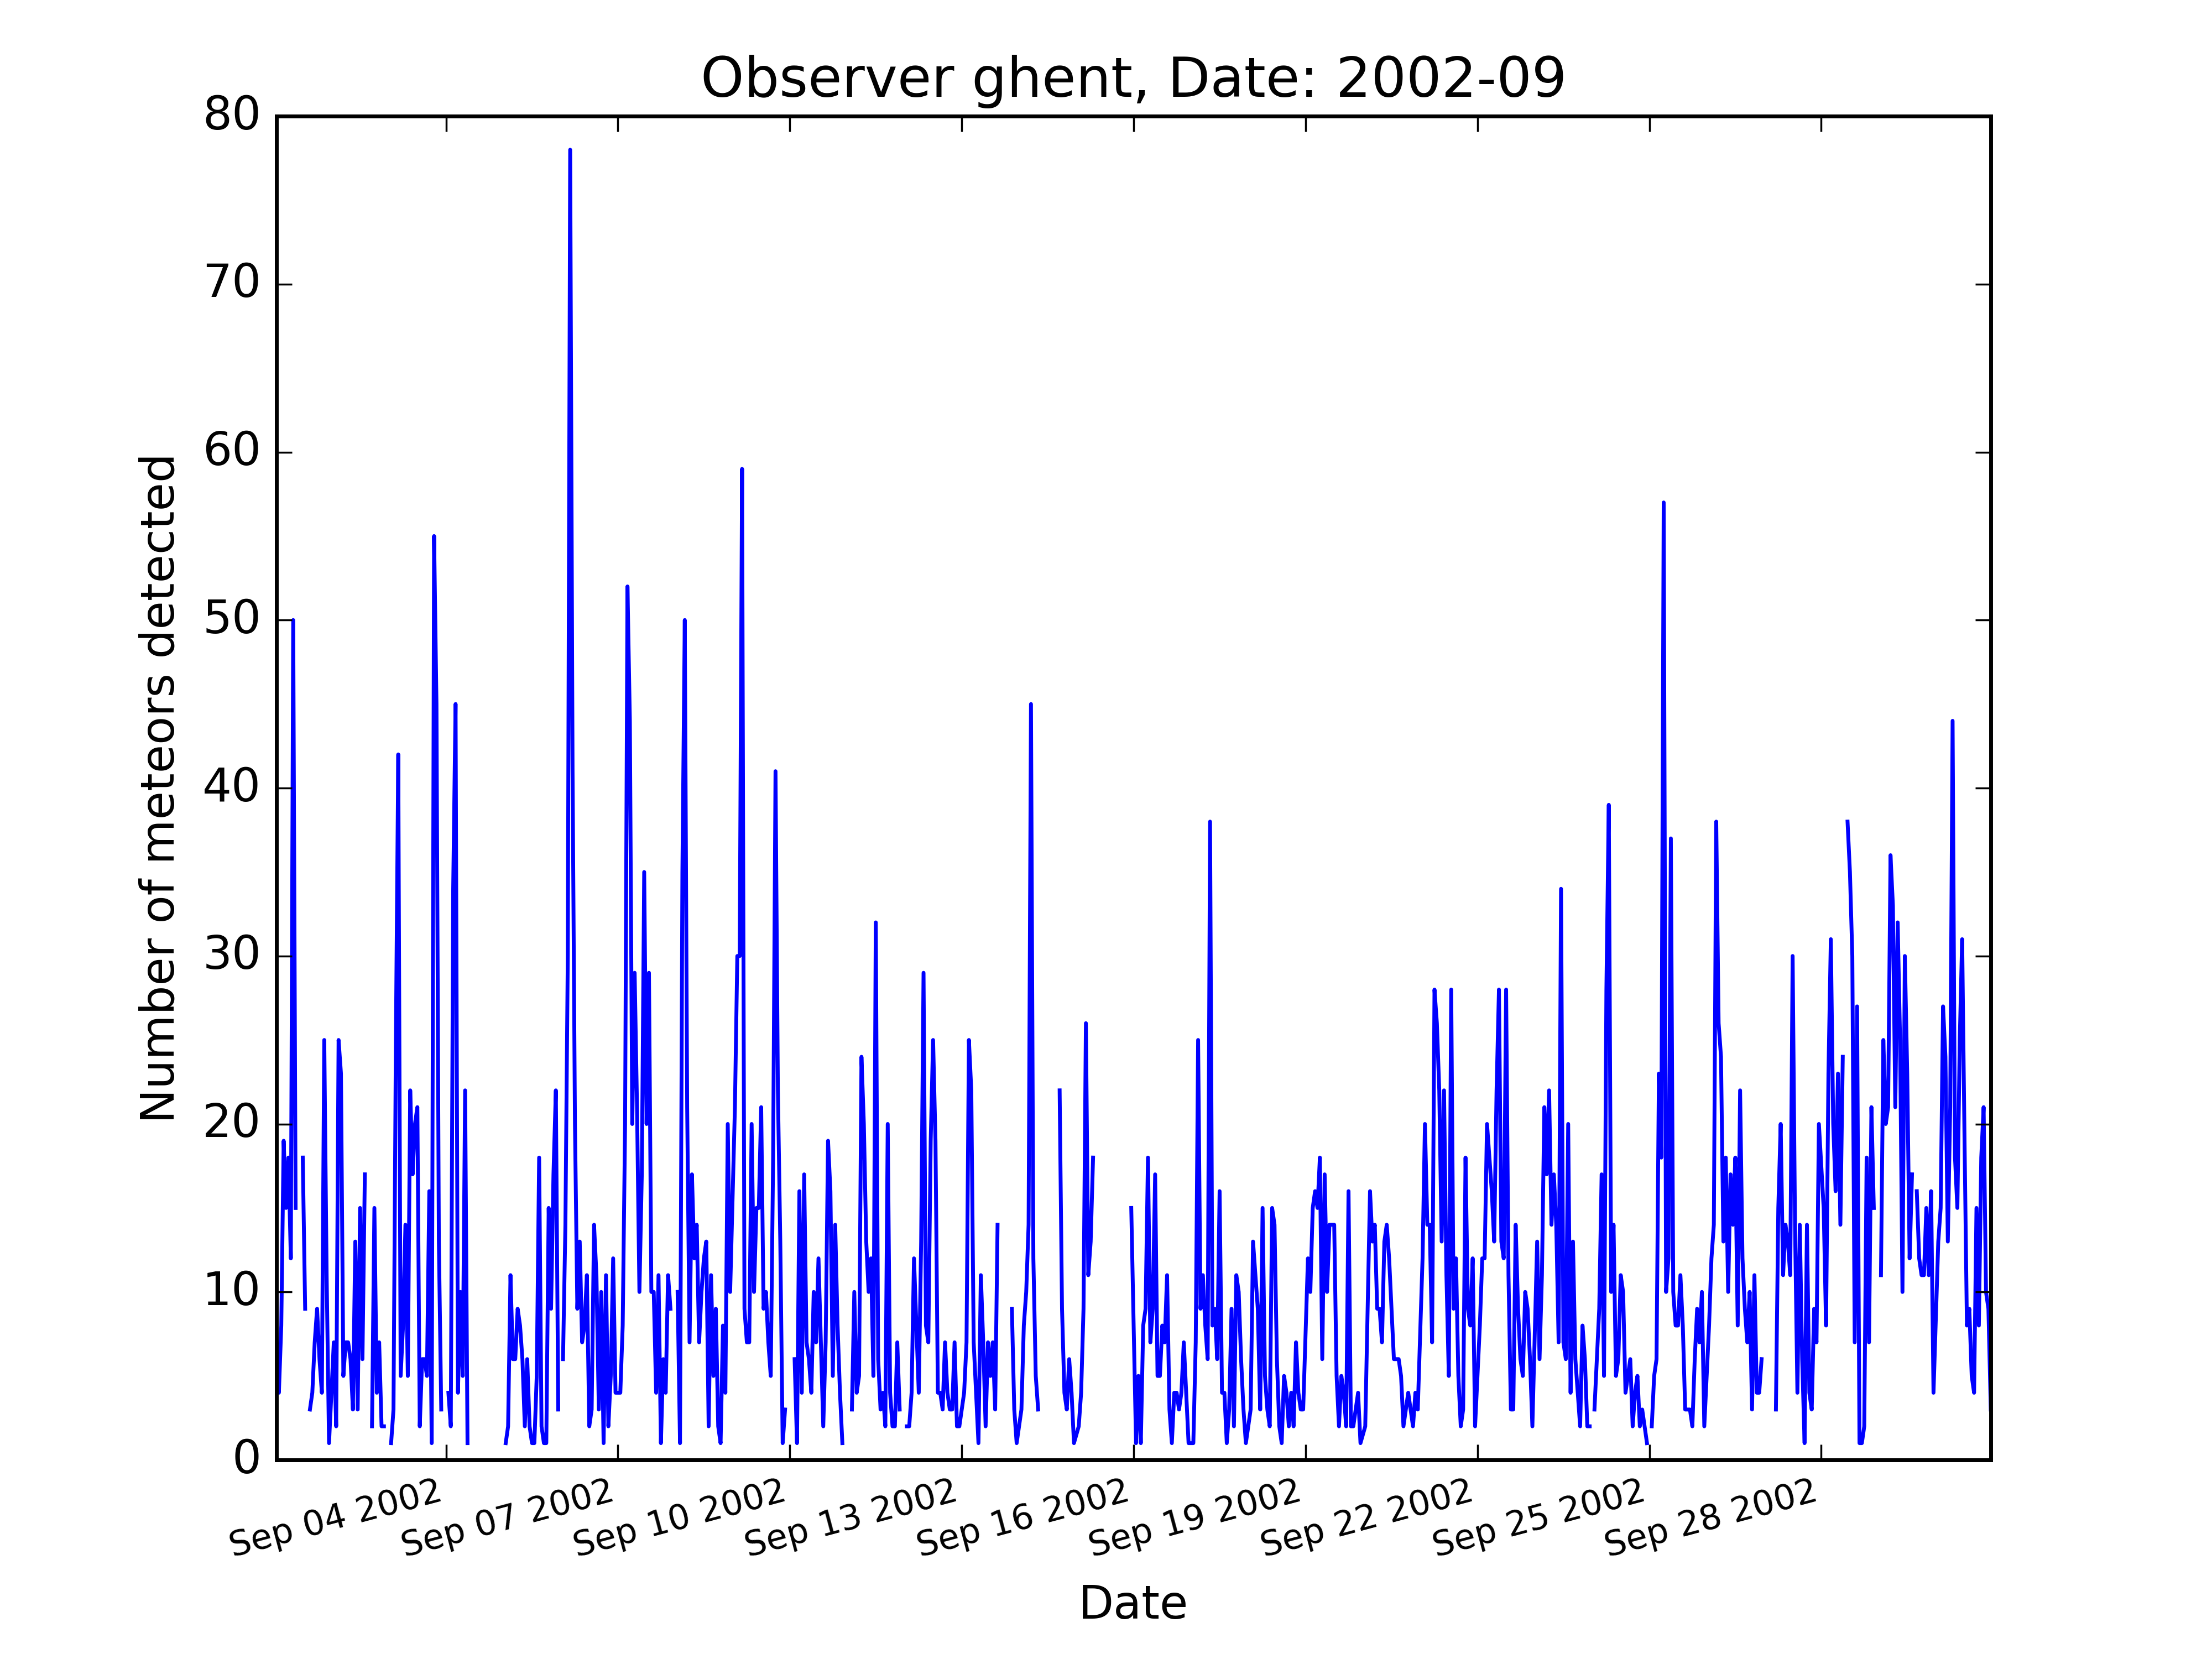 Observer ghent, Date: 2002-09
80
70
60
50
40
30
20
10
0
Number of meteors detected
Sep 04 2002
Sep 07 2002
Sep 10 2002
Sep 13 2002
Sep 16 2002
Sep 19 2002
Sep 22 2002
Sep 25 2002
Sep 28 2002
Date